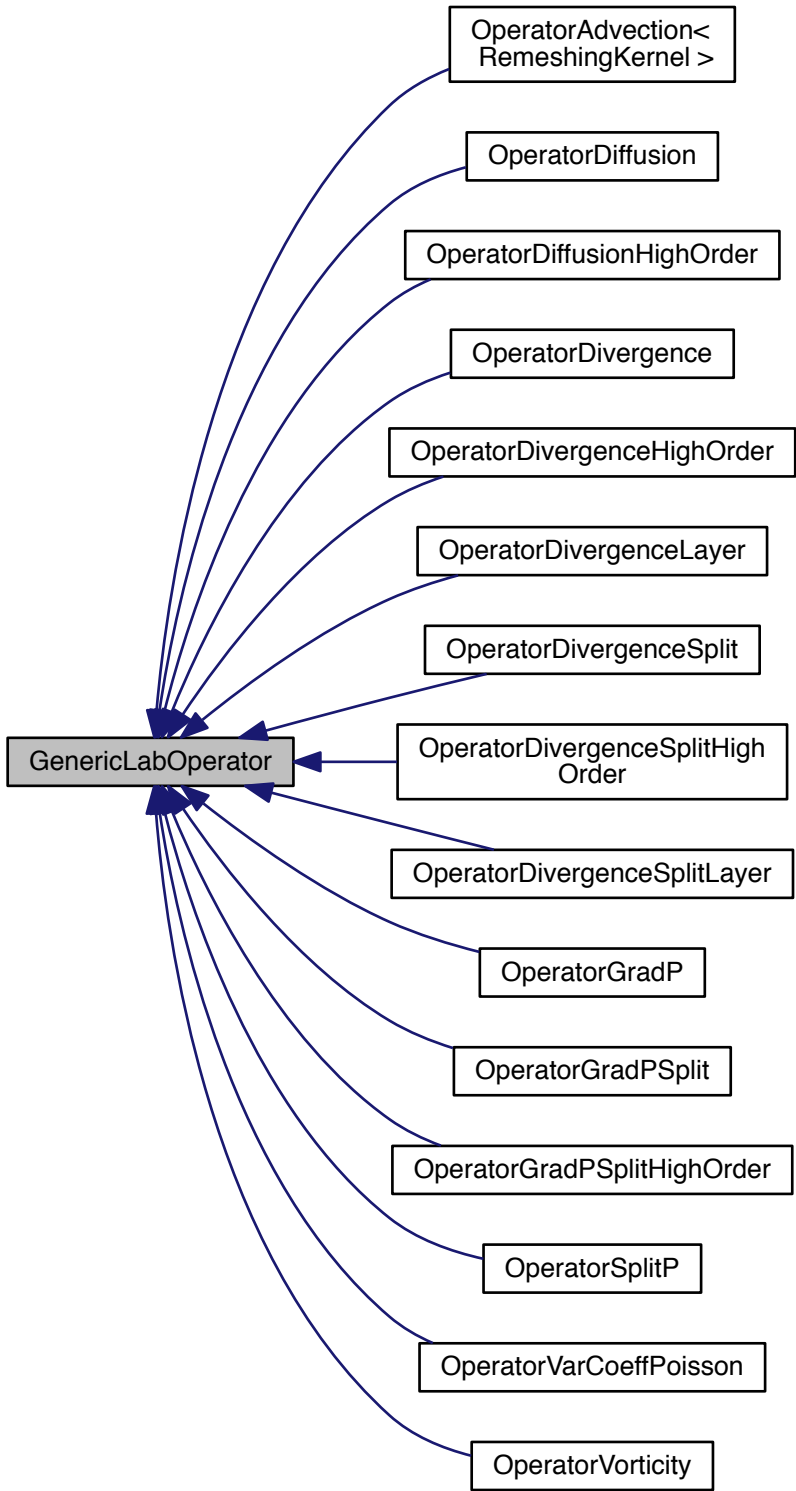 OperatorAdvection<
RemeshingKernel >
OperatorDiffusion
OperatorDiffusionHighOrder
OperatorDivergence
OperatorDivergenceHighOrder
OperatorDivergenceLayer
OperatorDivergenceSplit
GenericLabOperator
OperatorDivergenceSplitHigh
Order
OperatorDivergenceSplitLayer
OperatorGradP
OperatorGradPSplit
OperatorGradPSplitHighOrder
OperatorSplitP
OperatorVarCoeffPoisson
OperatorVorticity